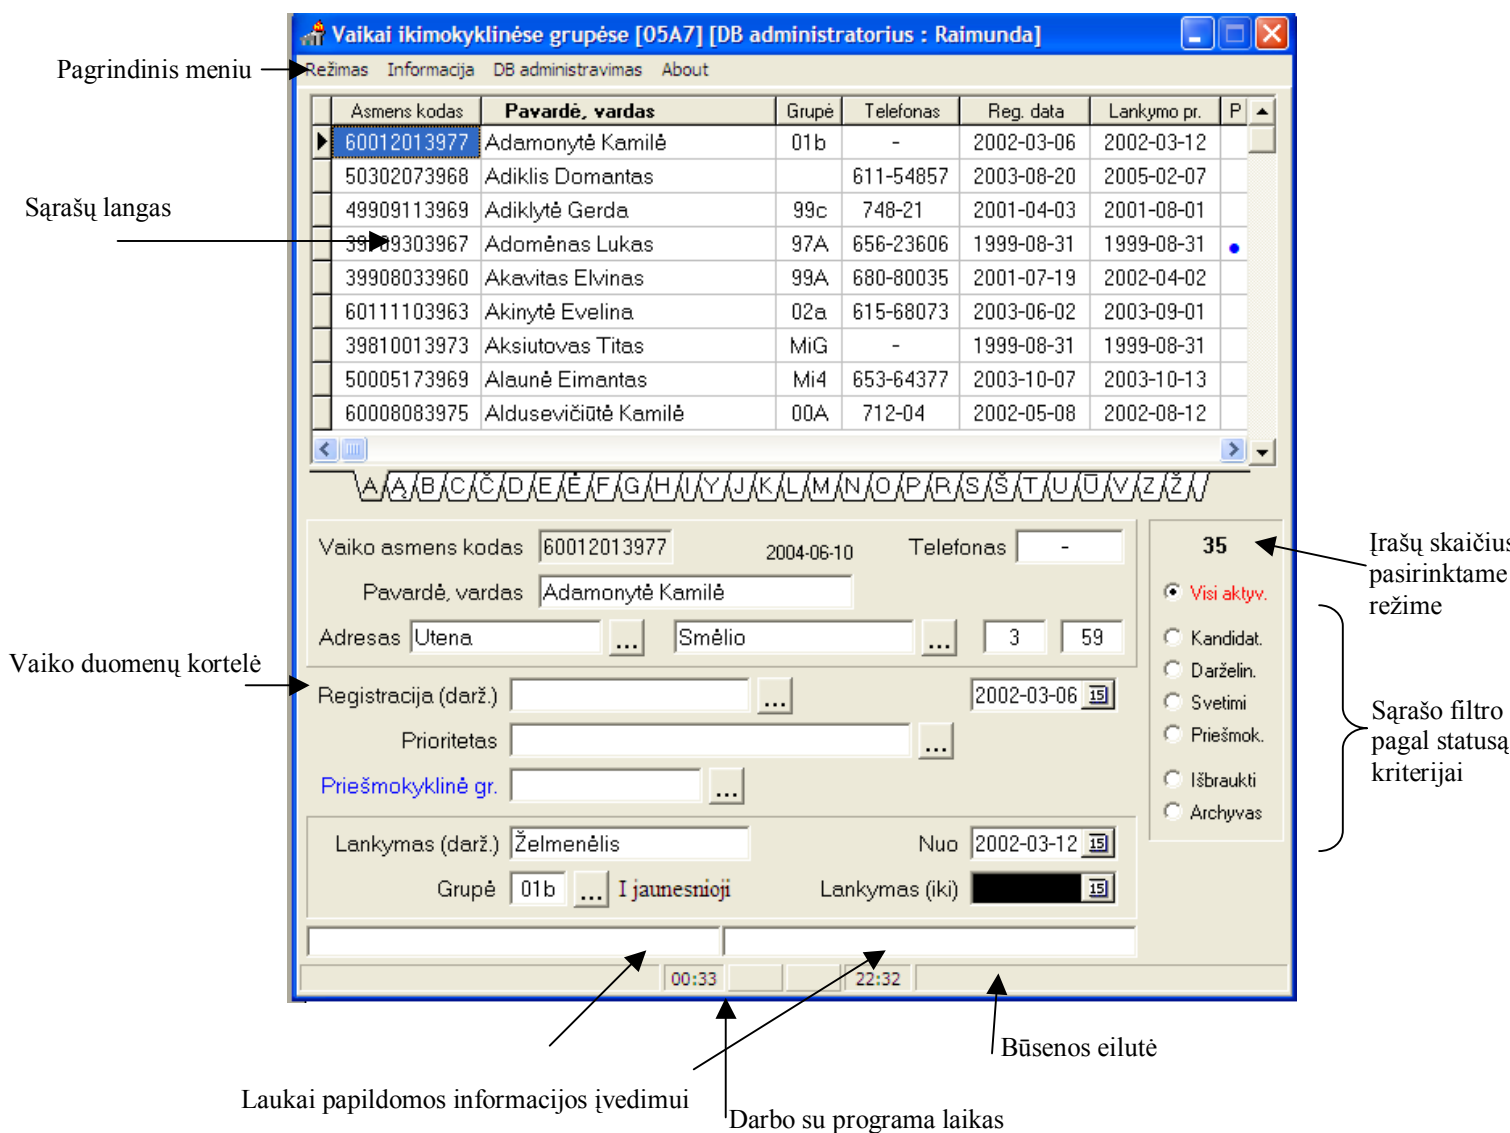 Vaikai ikimokyklinėse grupėse [05A7] [DB administratorius : Raimunda]
Pagrindinis meniu
Režimas Informacija DB administravimas About
Asmens kodas Pavardė, vardas Grupė Telefonas Reg. data Lankymo pr. P
60012013977 Adamonytė Kamilė 01b - 2002-03-06 2002-03-12
50302073968 Adiklis Domantas 611-54857 2003-08-20 2005-02-07
Sąrašų langas
49909113969 Adiklytė Gerda 99c 748-21 2001-04-03 2001-08-01
Adomėnas Lukas 97A 656-23606 1999-08-31 1999-08-31
39908033960 Akavitas Elvinas 99A 680-80035 2001-07-19 2002-04-02
60111103963 Akinytė Evelina 02a 615-68073 2003-06-02 2003-09-01
39810013973 Aksiutovas Titas MiG - 1999-08-31 1999-08-31
50005173969 Alaunė Eimantas Mi4 653-64377 2003-10-07 2003-10-13
60008083975 Aldusevičiūtė Kamilė 00A 712-04 2002-05-08 2002-08-12
A Ą B C Č D E Ė F G H I Y J K L M N O P R S Š T U Ū V Z Ž
Vaiko asmens kodas 60012013977 2004-06-10 Telefonas -
35
Įrašų skaičius
pasirinktame
režime
Pavardė, vardas Adamonytė Kamilė
Visi aktyv.
Adresas Utena ... Smėlio ... 3 59
Kandidat.
Vaiko duomenų kortelė
Darželin.
Registracija (darž.) ... 2002-03-06 15
Svetimi
Sąrašo filtro
pagal statusą
kriterijai
Prioritetas ...
Priešmok.
Priešmokyklinė gr. ...
Išbraukti
Archyvas
Lankymas (darž.) Želmenėlis Nuo 2002-03-12 15
Grupė 01b ... I jaunesnioji Lankymas (iki) 15
00:33 22:32
Būsenos eilutė
Laukai papildomos informacijos įvedimui
Darbo su programa laikas